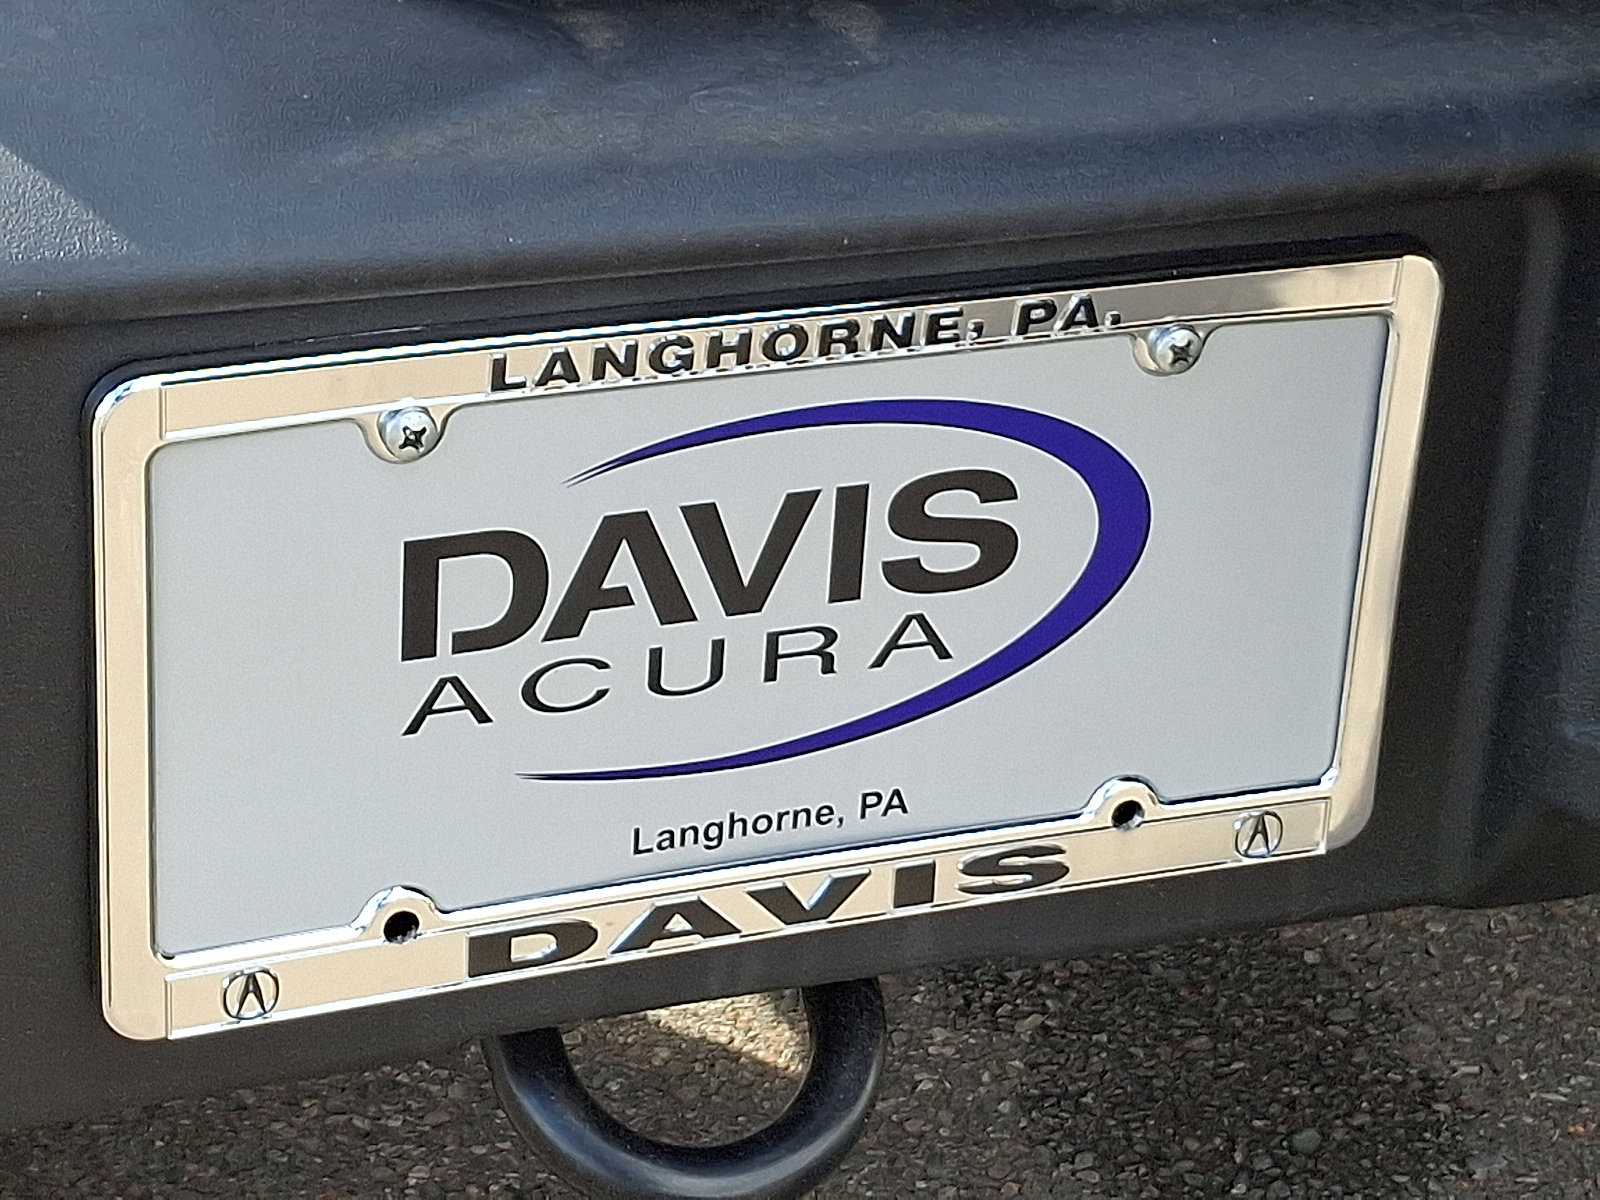 LANGHORNE, PA.
DAVIS
ACURA
Langhorne, PA
DAVIS